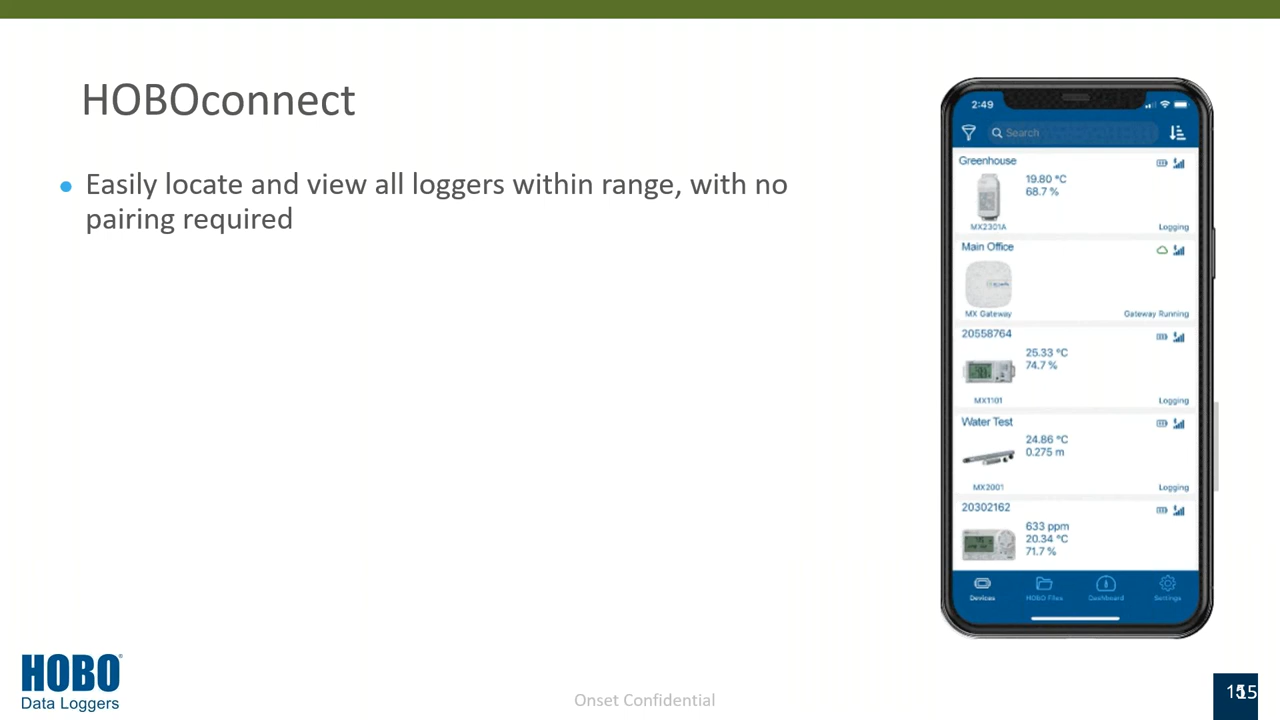 HOBOconnect
Easily locate and view all loggers within range, with no
pairing required
2:49
Search
Greenhouse
19.80 °C
68.7 %
MX2301A
Logging
Main Office
MX Gateway
Gateway Running
20558764
25.33 °C
74.7 %
MX1101
Logging
Water Test
24.86 °C
0.275 m
MX2001
Logging
20302162
633 ppm
20.34 °C
71.7 %
Devices
HOBO Files
Dashboard
Settings
HOBO®
Data Loggers
Onset Confidential
15